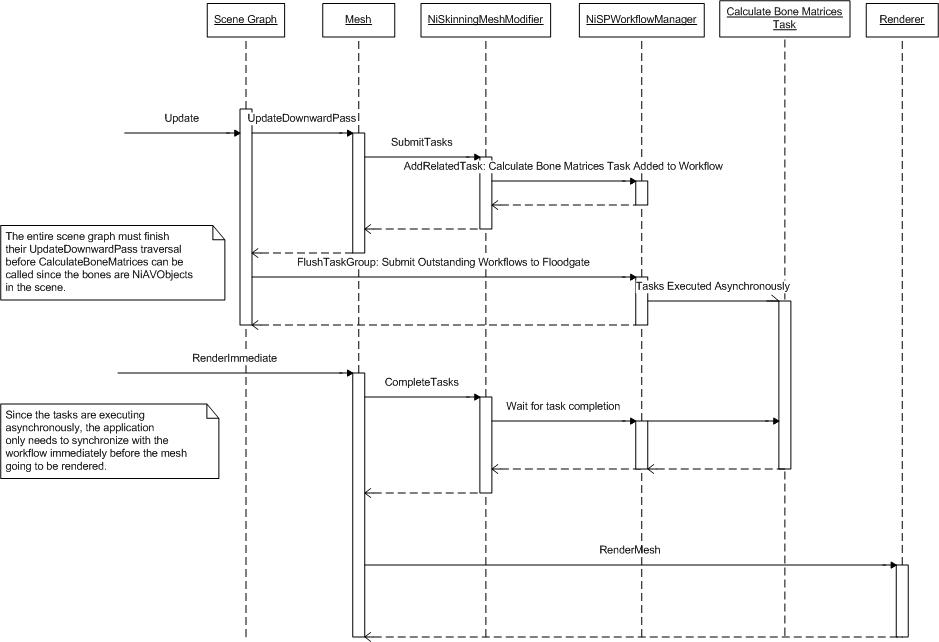 Scene Graph
Mesh
NiSkinningMeshModifier
NiSPWorkflowManager
Calculate Bone Matrices
Task
Renderer
Update
UpdateDownwardPass
SubmitTasks
AddRelatedTask: Calculate Bone Matrices Task Added to Workflow
The entire scene graph must finish
their UpdateDownwardPass traversal
before CalculateBoneMatrices can be
called since the bones are NiAVObjects
in the scene.
FlushTaskGroup: Submit Outstanding Workflows to Floodgate
Tasks Executed Asynchronously
RenderImmediate
CompleteTasks
Wait for task completion
Since the tasks are executing
asynchronously, the application
only needs to synchronize with the
workflow immediately before the mesh
going to be rendered.
RenderMesh